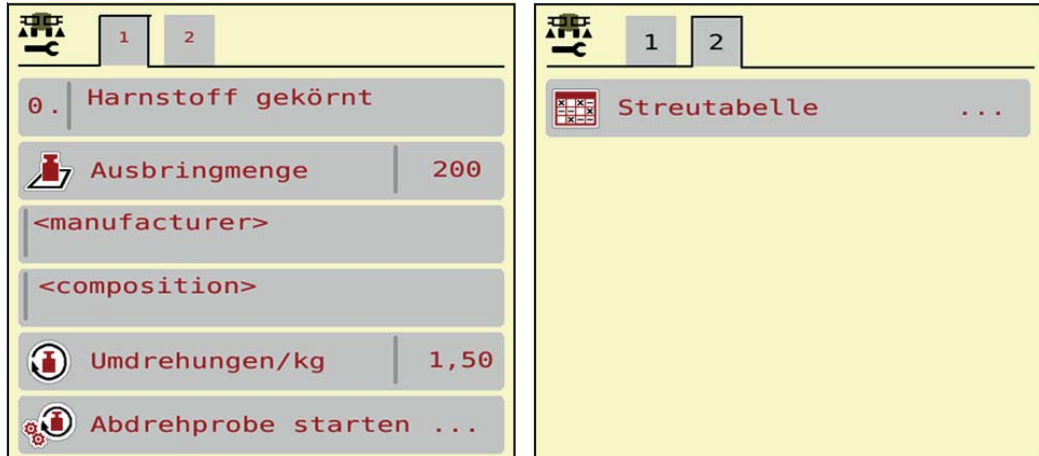 1 2
0. Harnstoff gekörnt
Ausbringmenge 200
<manufacturer>
<composition>
Umdrehungen/kg 1,50
Abdrehprobe starten ...
1 2
Streutabelle ...